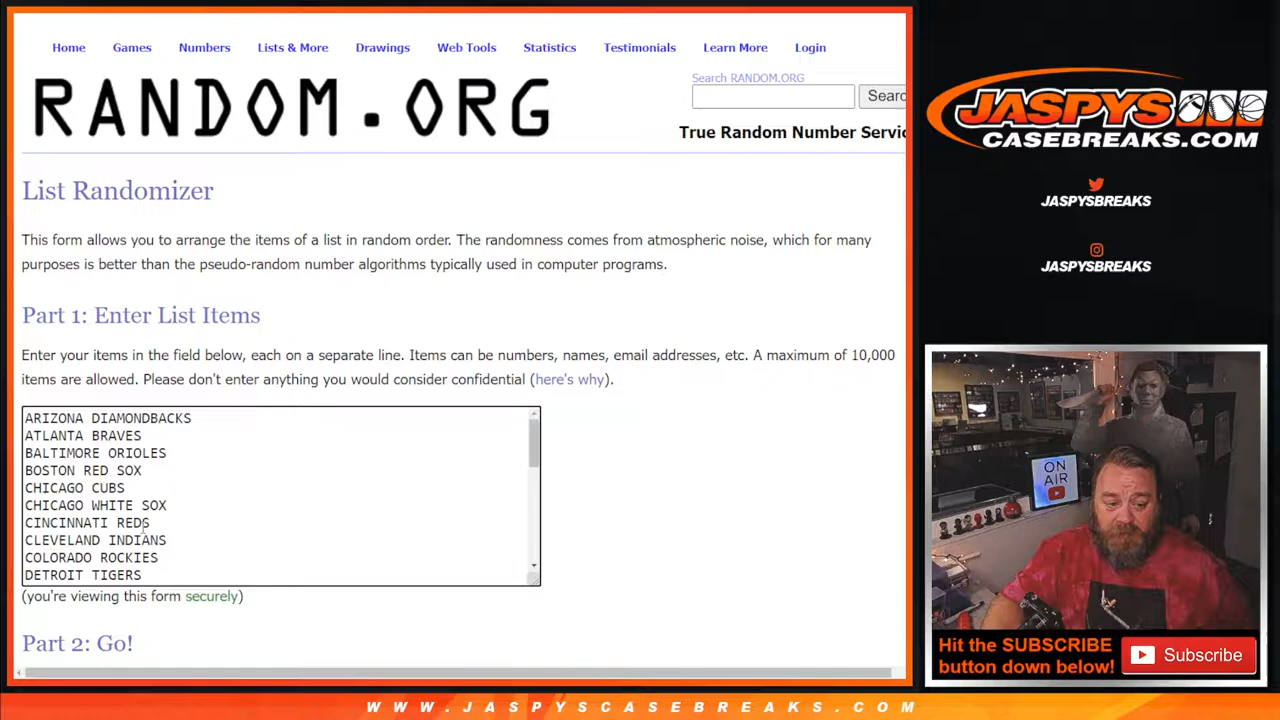 Home Games Numbers Lists & More Drawings Web Tools Statistics Testimonials Learn More Login
RANDOM.ORG
Search RANDOM.ORG
Searc
True Random Number Servic
List Randomizer
This form allows you to arrange the items of a list in random order. The randomness comes from atmospheric noise, which for many
purposes is better than the pseudo-random number algorithms typically used in computer programs.
Part 1: Enter List Items
Enter your items in the field below, each on a separate line. Items can be numbers, names, email addresses, etc. A maximum of 10,000
items are allowed. Please don't enter anything you would consider confidential (here's why).
ARIZONA DIAMONDBACKS
ATLANTA BRAVES
BALTIMORE ORIOLES
BOSTON RED SOX
CHICAGO CUBS
CHICAGO WHITE SOX
CINCINNATI REDS
CLEVELAND INDIANS
COLORADO ROCKIES
DETROIT TIGERS
(you're viewing this form securely)
Part 2: Go!
JASPYS
CASEBREAKS.COM
JASPYSBREAKS
JASPYSBREAKS
ON
AIR
Hit the SUBSCRIBE
button down below!
Subscribe
WWW.JASPYSCASEBREAKS.COM